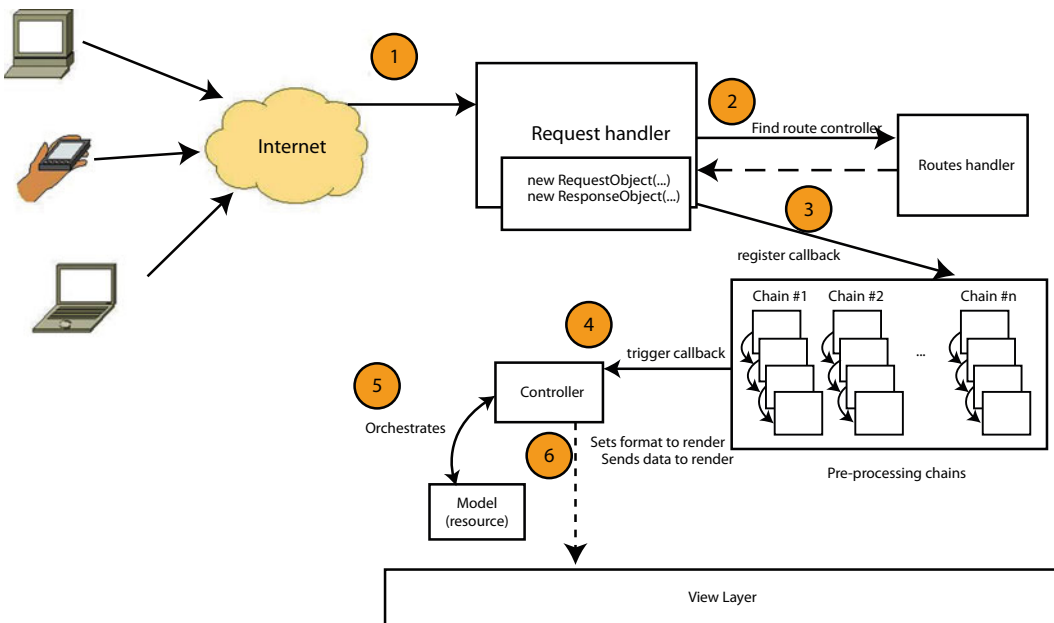 1
Internet
Request handler
new RequestObject(...)
new ResponseObject(...)
2
Find route controller
Routes handler
3
register callback
Chain #1
Chain #2
Chain #n
...
Pre-processing chains
4
trigger callback
Controller
5
Orchestrates
Model
(resource)
6
Sets format to render
Sends data to render
View Layer